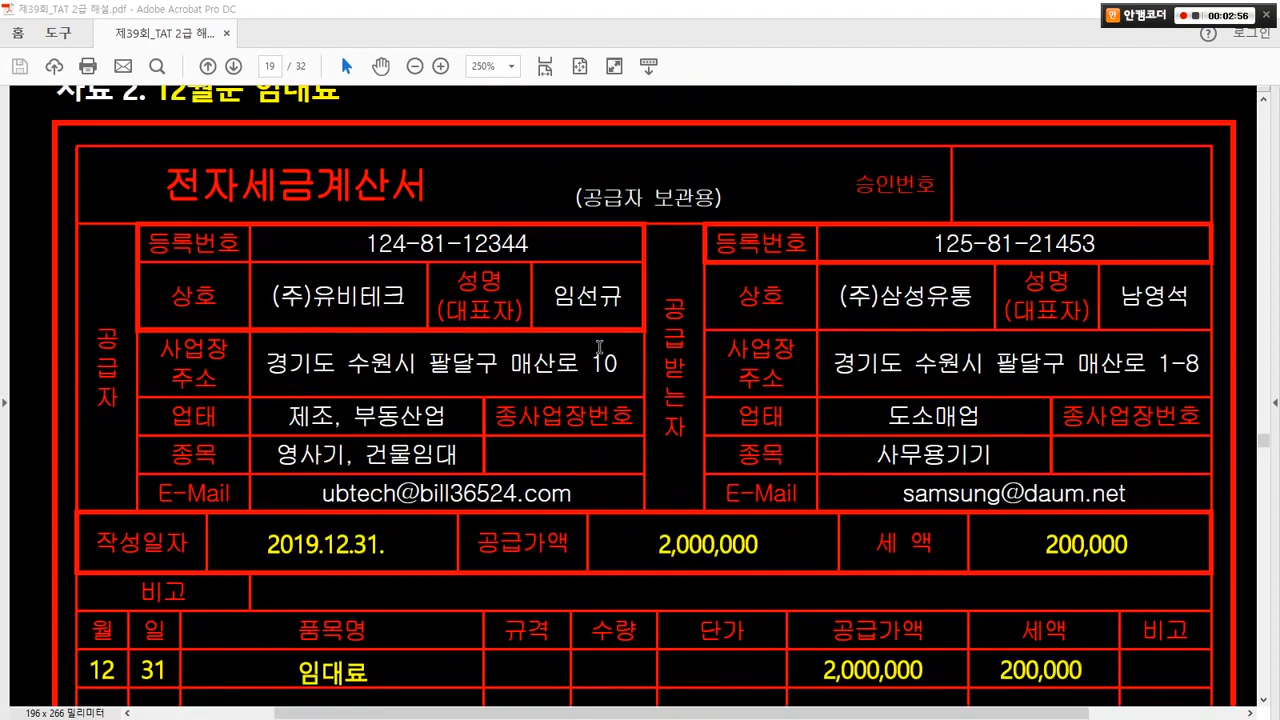 제39회_TAT 2급 해설.pdf - Adobe Acrobat Pro DC
안캠코더 00:02:56
홈 도구 제39회_TAT 2급 해... × 로그인
19 / 32 250%
자료 2. 12월분 임대료
전자세금계산서 (공급자 보관용) 승인번호
공급자
등록번호 124-81-12344
상호 (주)유비테크 성명(대표자) 임선규
사업장주소 경기도 수원시 팔달구 매산로 10
업태 제조, 부동산업 종사업장번호
종목 영사기, 건물임대
E-Mail ubtech@bill36524.com
공급받는자
등록번호 125-81-21453
상호 (주)삼성유통 성명(대표자) 남영석
사업장주소 경기도 수원시 팔달구 매산로 1-8
업태 도소매업 종사업장번호
종목 사무용기기
E-Mail samsung@daum.net
작성일자 2019.12.31. 공급가액 2,000,000 세 액 200,000
비고
월 일 품목명 규격 수량 단가 공급가액 세액 비고
12 31 임대료 2,000,000 200,000
196 x 266 밀리미터